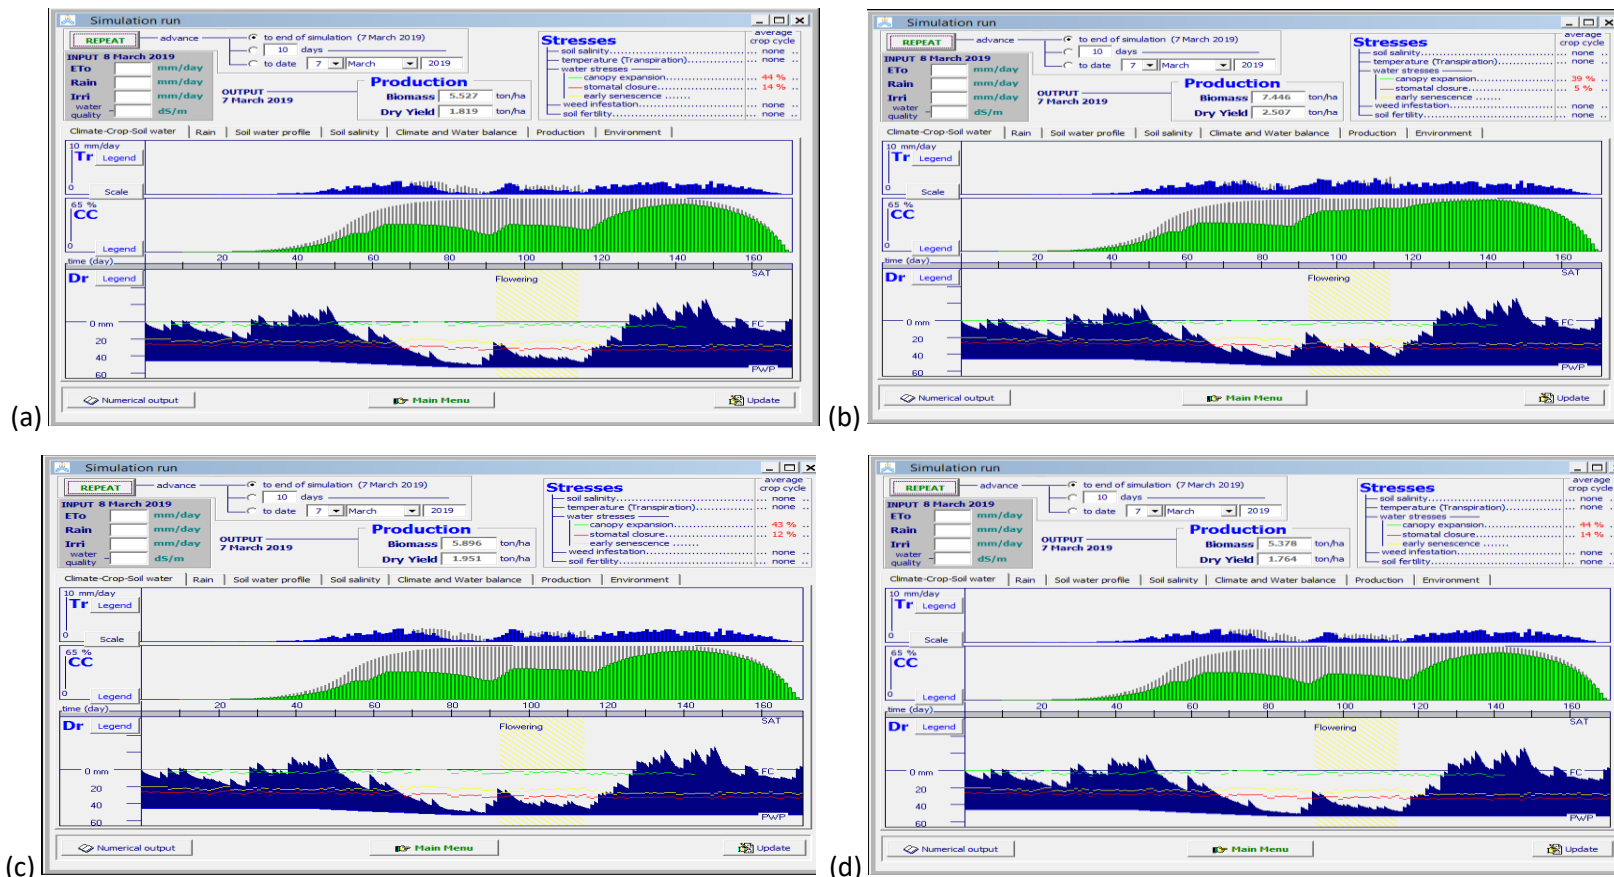 (a)
Simulation run
REPEAT
advance
to end of simulation (7 March 2019)
10 days
to date 7 March 2019
INPUT 8 March 2019
ETo mm/day
Rain mm/day
Irri mm/day
water quality dS/m
OUTPUT
7 March 2019
Production
Biomass 5.527 ton/ha
Dry Yield 1.819 ton/ha
Stresses
average
crop cycle
soil salinity none
temperature (Transpiration) none
water stresses
canopy expansion 44 %
stomatal closure 14 %
early senescence
weed infestation none
soil fertility none
Climate-Crop-Soil water Rain Soil water profile Soil salinity Climate and Water balance Production Environment
10 mm/day
Tr Legend
0
Scale
65 %
CC
0 Legend
time (day) 20 40 60 80 100 120 140 160
Dr Legend
Flowering
SAT
0 mm
FC
20
40
60
PWP
Numerical output Main Menu Update
(b)
Simulation run
REPEAT
advance
to end of simulation (7 March 2019)
10 days
to date 7 March 2019
INPUT 8 March 2019
ETo mm/day
Rain mm/day
Irri mm/day
water quality dS/m
OUTPUT
7 March 2019
Production
Biomass 7.446 ton/ha
Dry Yield 2.507 ton/ha
Stresses
average
crop cycle
soil salinity none
temperature (Transpiration) none
water stresses
canopy expansion 39 %
stomatal closure 5 %
early senescence
weed infestation none
soil fertility none
Climate-Crop-Soil water Rain Soil water profile Soil salinity Climate and Water balance Production Environment
10 mm/day
Tr Legend
0
Scale
65 %
CC
0 Legend
time (day) 20 40 60 80 100 120 140 160
Dr Legend
Flowering
SAT
0 mm
FC
20
40
60
PWP
Numerical output Main Menu Update
(c)
Simulation run
REPEAT
advance
to end of simulation (7 March 2019)
10 days
to date 7 March 2019
INPUT 8 March 2019
ETo mm/day
Rain mm/day
Irri mm/day
water quality dS/m
OUTPUT
7 March 2019
Production
Biomass 5.896 ton/ha
Dry Yield 1.951 ton/ha
Stresses
average
crop cycle
soil salinity none
temperature (Transpiration) none
water stresses
canopy expansion 43 %
stomatal closure 12 %
early senescence
weed infestation none
soil fertility none
Climate-Crop-Soil water Rain Soil water profile Soil salinity Climate and Water balance Production Environment
10 mm/day
Tr Legend
0
Scale
65 %
CC
0 Legend
time (day) 20 40 60 80 100 120 140 160
Dr Legend
Flowering
SAT
0 mm
FC
20
40
60
PWP
Numerical output Main Menu Update
(d)
Simulation run
REPEAT
advance
to end of simulation (7 March 2019)
10 days
to date 7 March 2019
INPUT 8 March 2019
ETo mm/day
Rain mm/day
Irri mm/day
water quality dS/m
OUTPUT
7 March 2019
Production
Biomass 5.378 ton/ha
Dry Yield 1.764 ton/ha
Stresses
average
crop cycle
soil salinity none
temperature (Transpiration) none
water stresses
canopy expansion 44 %
stomatal closure 14 %
early senescence
weed infestation none
soil fertility none
Climate-Crop-Soil water Rain Soil water profile Soil salinity Climate and Water balance Production Environment
10 mm/day
Tr Legend
0
Scale
65 %
CC
0 Legend
time (day) 20 40 60 80 100 120 140 160
Dr Legend
Flowering
SAT
0 mm
FC
20
40
60
PWP
Numerical output Main Menu Update